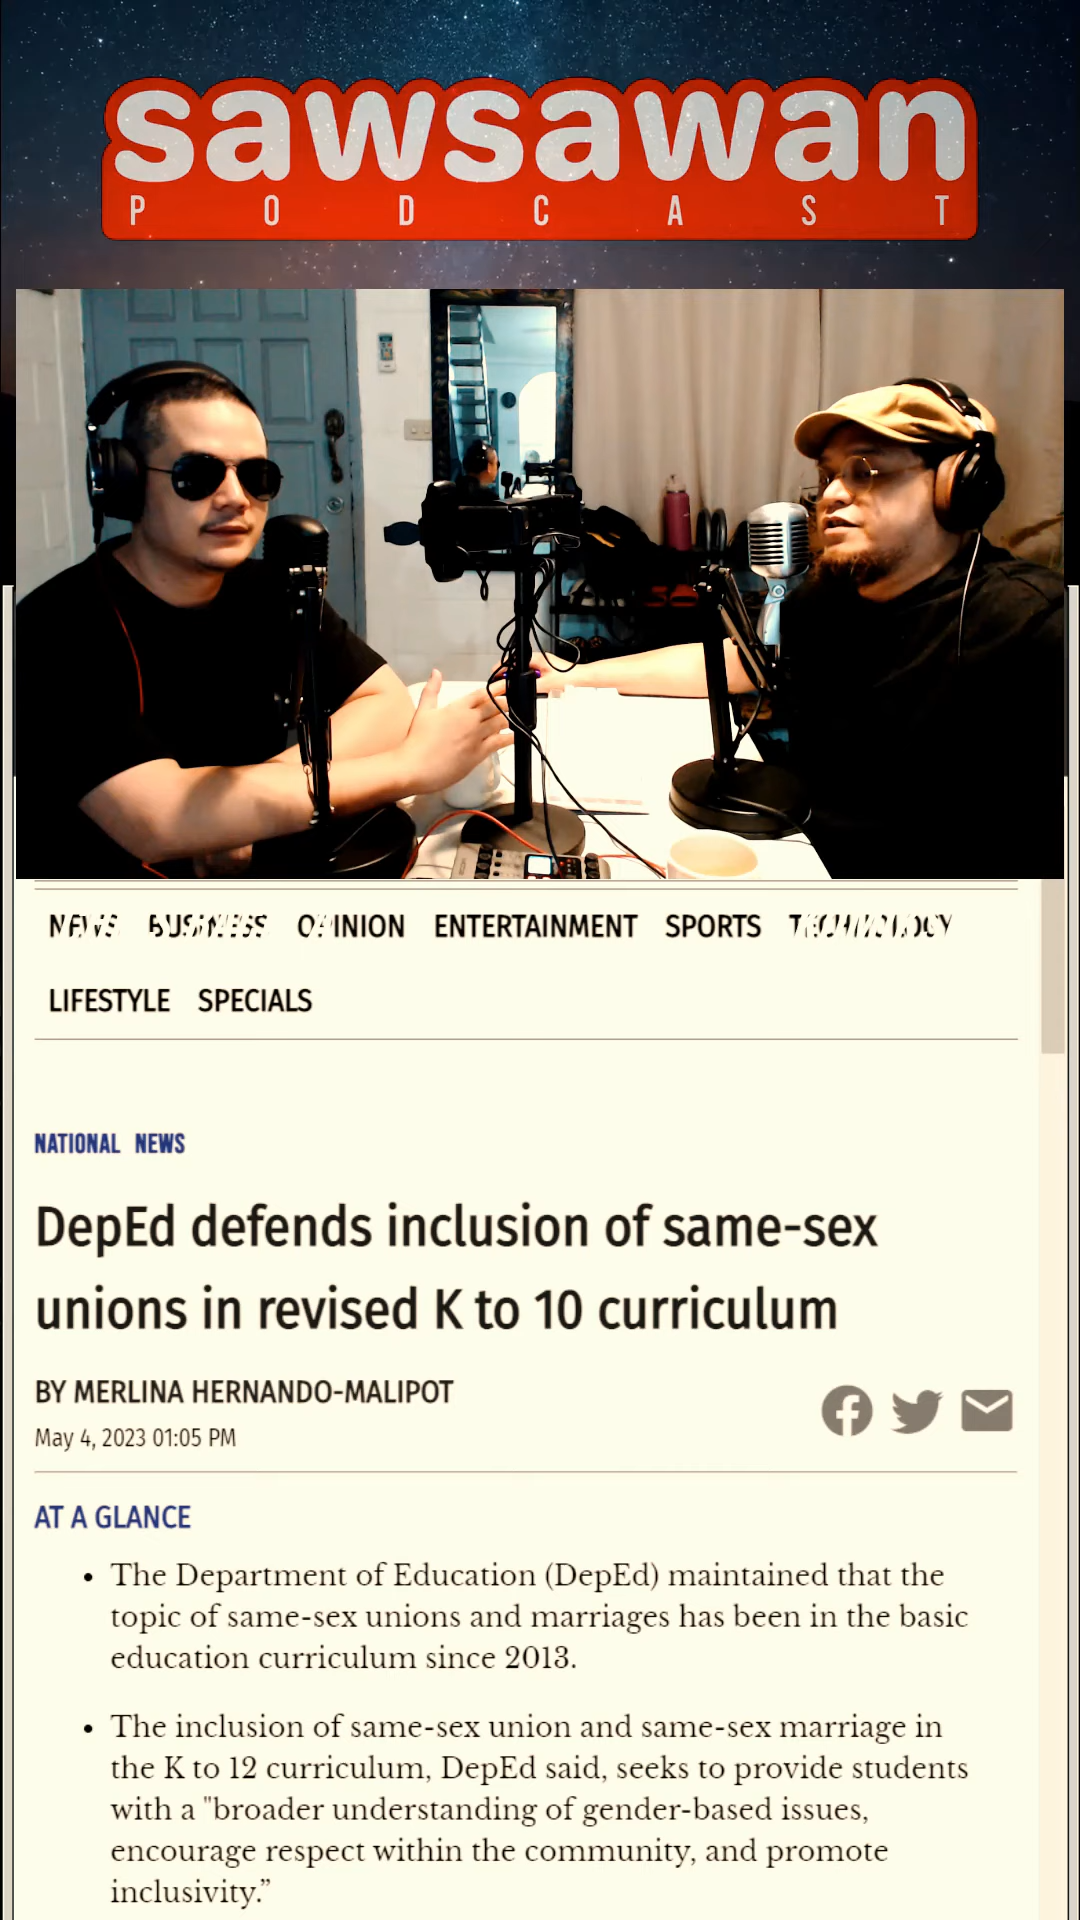 sawsawan
PODCAST
NEWS BUSINESS OPINION ENTERTAINMENT SPORTS TECHNOLOGY
LIFESTYLE SPECIALS
NATIONAL NEWS
DepEd defends inclusion of same-sex
unions in revised K to 10 curriculum
BY MERLINA HERNANDO-MALIPOT
May 4, 2023 01:05 PM
AT A GLANCE
• The Department of Education (DepEd) maintained that the
topic of same-sex unions and marriages has been in the basic
education curriculum since 2013.
• The inclusion of same-sex union and same-sex marriage in
the K to 12 curriculum, DepEd said, seeks to provide students
with a "broader understanding of gender-based issues,
encourage respect within the community, and promote
inclusivity.”